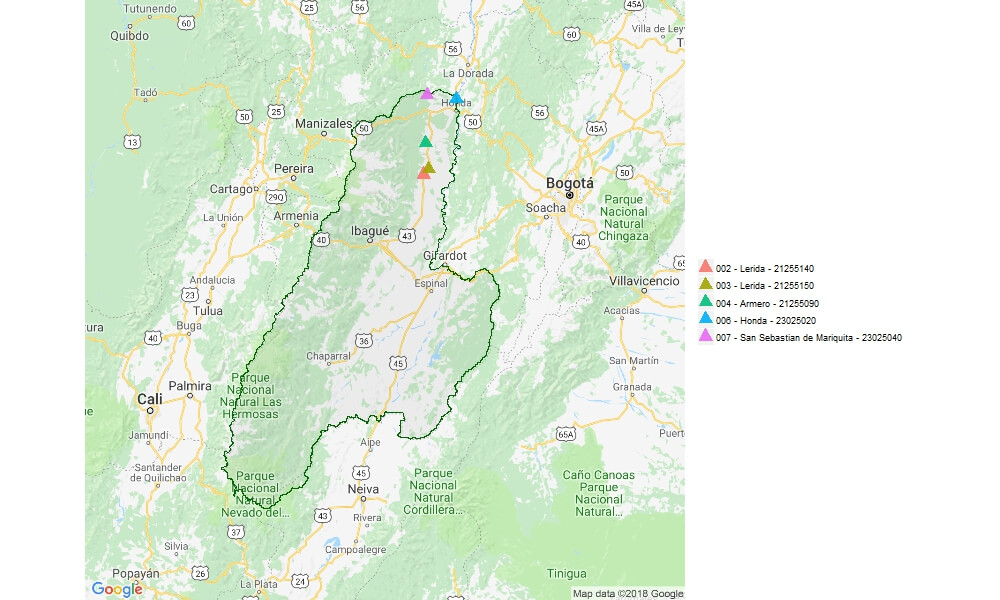 Tutunendo
60
Quibdo
25
56
45A
60
Villa de Ley
T
56
La Dorada
Tadó
50
25
Manizales
50
Honda
50
56
45A
13
Pereira
Cartago
29Q
50
Bogotá
Soacha
Parque
Nacional
Natural
Chingaza
La Unión
Armenia
40
Ibagué
43
40
Girardot
Espinal
65
Villavicencio
Andalucia
23
Tulua
Acacias
ura
Buga
40
36
Chaparral
45
San Martín
Granada
Palmira
Cali
Parque
Nacional
Natural Las
Hermosas
ue
Jamundi
Aipe
65A
Puert
Santander
de Quilichao
45
Neiva
Parque
Nacional
Natural
Nevado del...
Parque
Nacional
Natural
Cordillera...
Caño Canoas
Parque
Nacional
Natural...
43
Rivera
37
Silvia
Campoalegre
26
Popayán
La Plata
24
Tinigua
Google
Map data ©2018 Google
002 - Lerida - 21255140
003 - Lerida - 21255150
004 - Armero - 21255090
006 - Honda - 23025020
007 - San Sebastian de Mariquita - 23025040